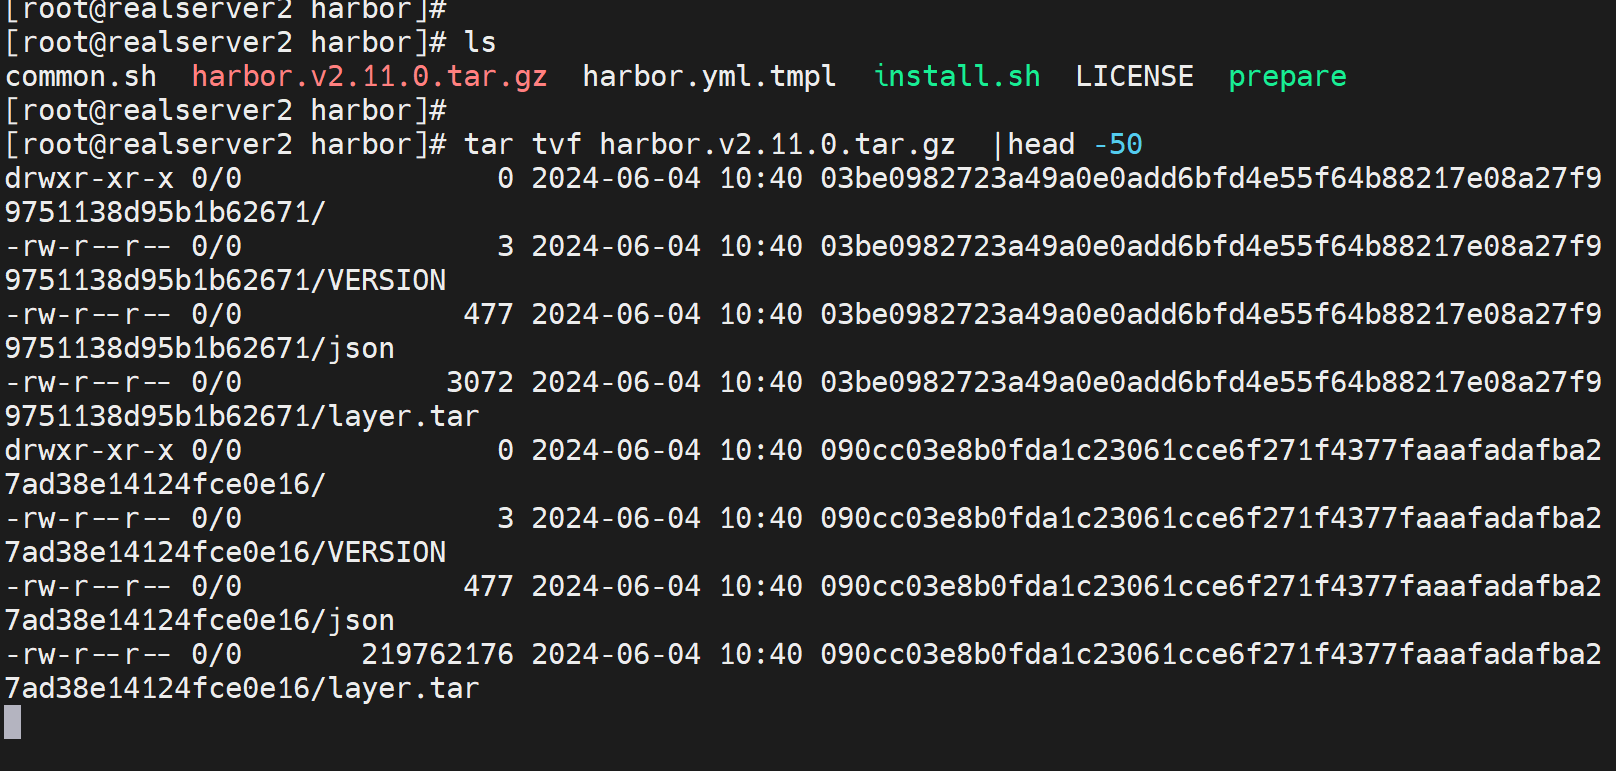 [root@realserver2 harbor]#
[root@realserver2 harbor]# ls
common.sh  harbor.v2.11.0.tar.gz  harbor.yml.tmpl  install.sh  LICENSE  prepare
[root@realserver2 harbor]#
[root@realserver2 harbor]# tar tvf harbor.v2.11.0.tar.gz  |head -50
drwxr-xr-x 0/0               0 2024-06-04 10:40 03be0982723a49a0e0add6bfd4e55f64b88217e08a27f9
9751138d95b1b62671/
-rw-r--r-- 0/0               3 2024-06-04 10:40 03be0982723a49a0e0add6bfd4e55f64b88217e08a27f9
9751138d95b1b62671/VERSION
-rw-r--r-- 0/0             477 2024-06-04 10:40 03be0982723a49a0e0add6bfd4e55f64b88217e08a27f9
9751138d95b1b62671/json
-rw-r--r-- 0/0            3072 2024-06-04 10:40 03be0982723a49a0e0add6bfd4e55f64b88217e08a27f9
9751138d95b1b62671/layer.tar
drwxr-xr-x 0/0               0 2024-06-04 10:40 090cc03e8b0fda1c23061cce6f271f4377faaafadafba2
7ad38e14124fce0e16/
-rw-r--r-- 0/0               3 2024-06-04 10:40 090cc03e8b0fda1c23061cce6f271f4377faaafadafba2
7ad38e14124fce0e16/VERSION
-rw-r--r-- 0/0             477 2024-06-04 10:40 090cc03e8b0fda1c23061cce6f271f4377faaafadafba2
7ad38e14124fce0e16/json
-rw-r--r-- 0/0       219762176 2024-06-04 10:40 090cc03e8b0fda1c23061cce6f271f4377faaafadafba2
7ad38e14124fce0e16/layer.tar